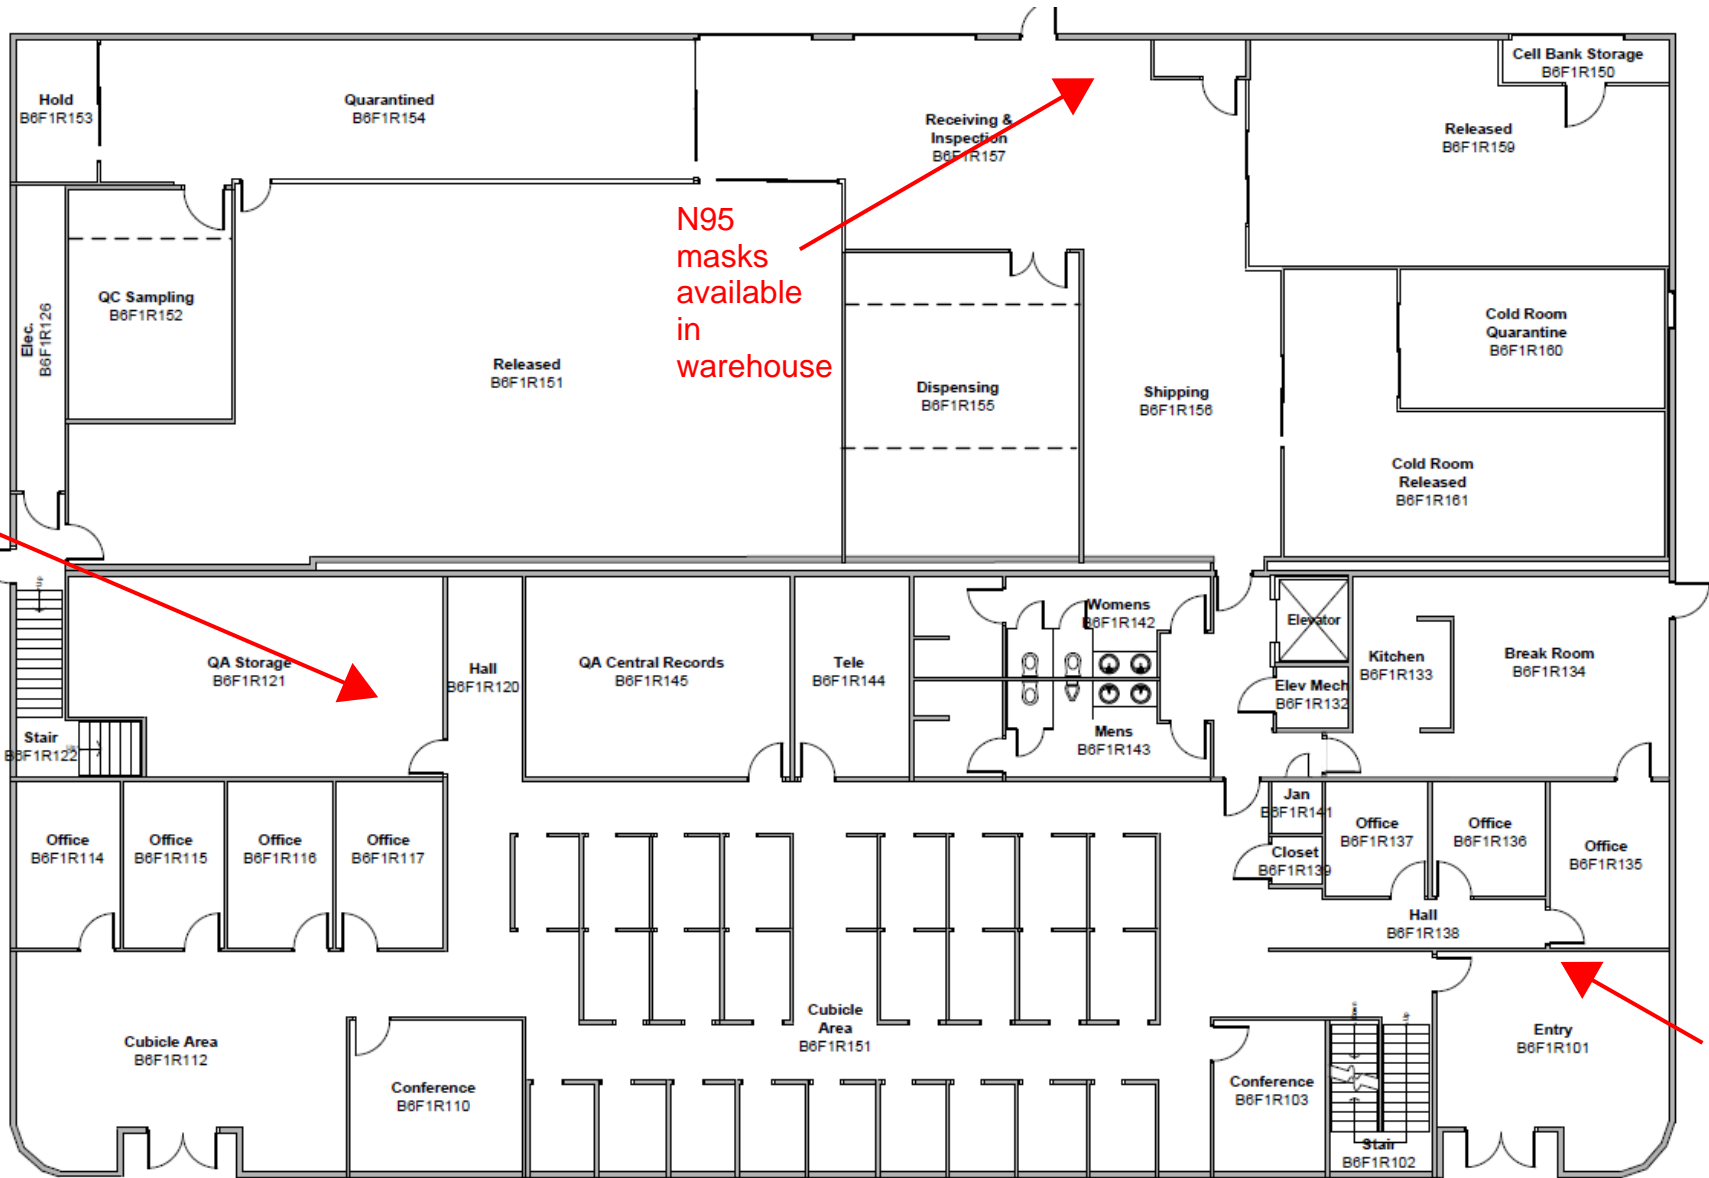 Hold
B6F1R153
Quarantined
B6F1R154
Receiving &
Inspection
B6F1R157
Cell Bank Storage
B6F1R150
Released
B6F1R159
N95
masks
available
in
warehouse
Elec.
B6F1R126
QC Sampling
B6F1R152
Released
B6F1R151
Dispensing
B6F1R155
Shipping
B6F1R156
Cold Room
Quarantine
B6F1R160
Cold Room
Released
B6F1R161
Up
QA Storage
B6F1R121
Hall
B6F1R120
QA Central Records
B6F1R145
Tele
B6F1R144
Womens
B6F1R142
Mens
B6F1R143
Elevator
Elev Mech
B6F1R132
Kitchen
B6F1R133
Break Room
B6F1R134
Stair
B6F1R122
Office
B6F1R114
Office
B6F1R115
Office
B6F1R116
Office
B6F1R117
Jan
B6F1R141
Closet
B6F1R139
Office
B6F1R137
Office
B6F1R136
Office
B6F1R135
Hall
B6F1R138
Cubicle Area
B6F1R112
Conference
B6F1R110
Cubicle
Area
B6F1R151
Conference
B6F1R103
Down
Up
Stair
B6F1R102
Entry
B6F1R101